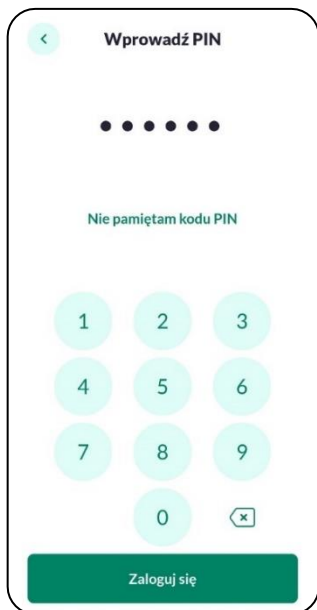 Wprowadź PIN
Nie pamiętam kodu PIN
1 2 3
4 5 6
7 8 9
0
Zaloguj się